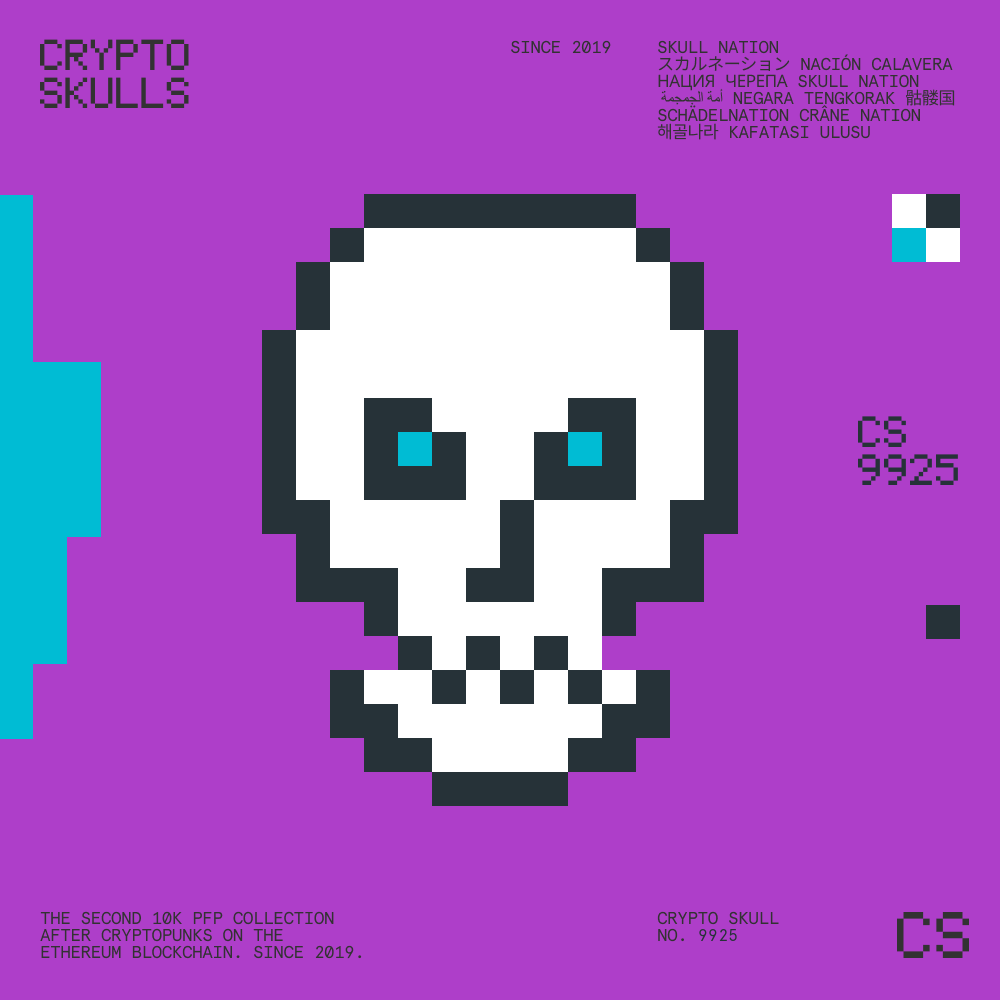 CRYPTO
SKULLS
SINCE 2019
SKULL NATION
スカルネーション NACIÓN CALAVERA
НАЦИЯ ЧЕРЕПА SKULL NATION
أمة الجمجمة NEGARA TENGKORAK 骷髅国
SCHÄDELNATION CRÂNE NATION
해골나라 KAFATASI ULUSU
CS
9925
THE SECOND 10K PFP COLLECTION
AFTER CRYPTOPUNKS ON THE
ETHEREUM BLOCKCHAIN. SINCE 2019.
CRYPTO SKULL
NO. 9925
CS